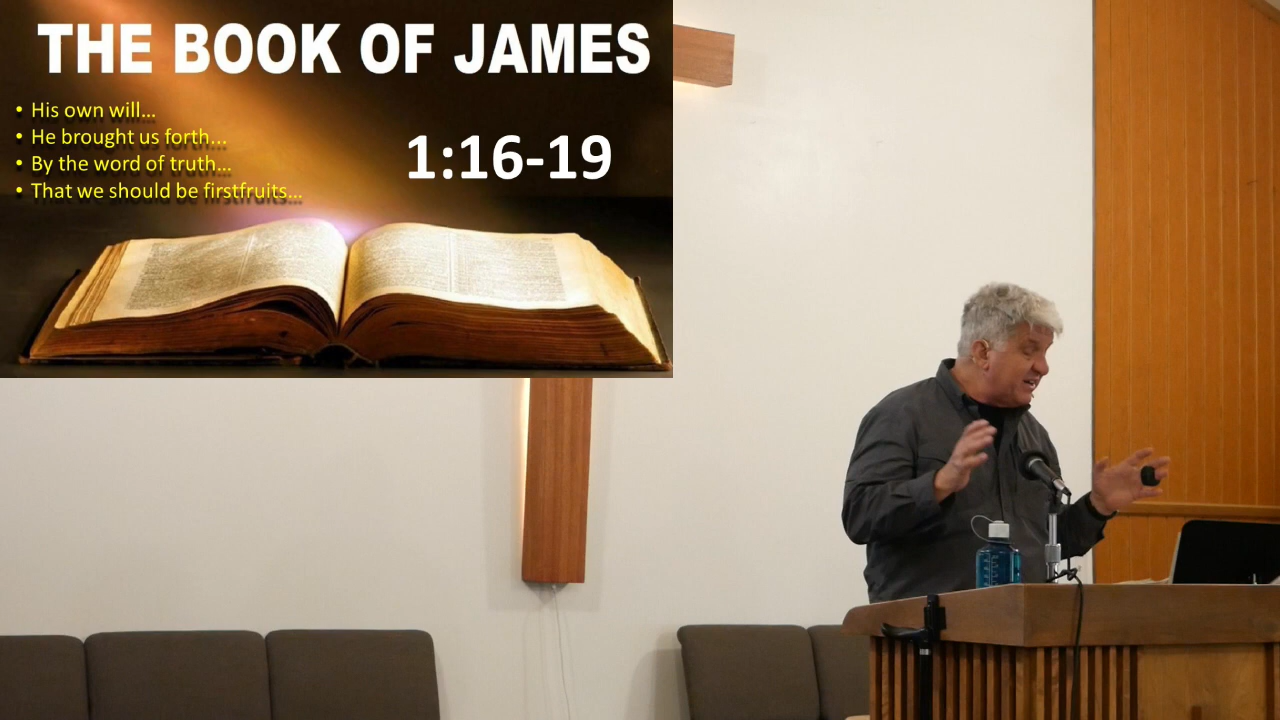 THE BOOK OF JAMES
• His own will...
• He brought us forth...
• By the word of truth...
• That we should be firstfruits...
1:16-19